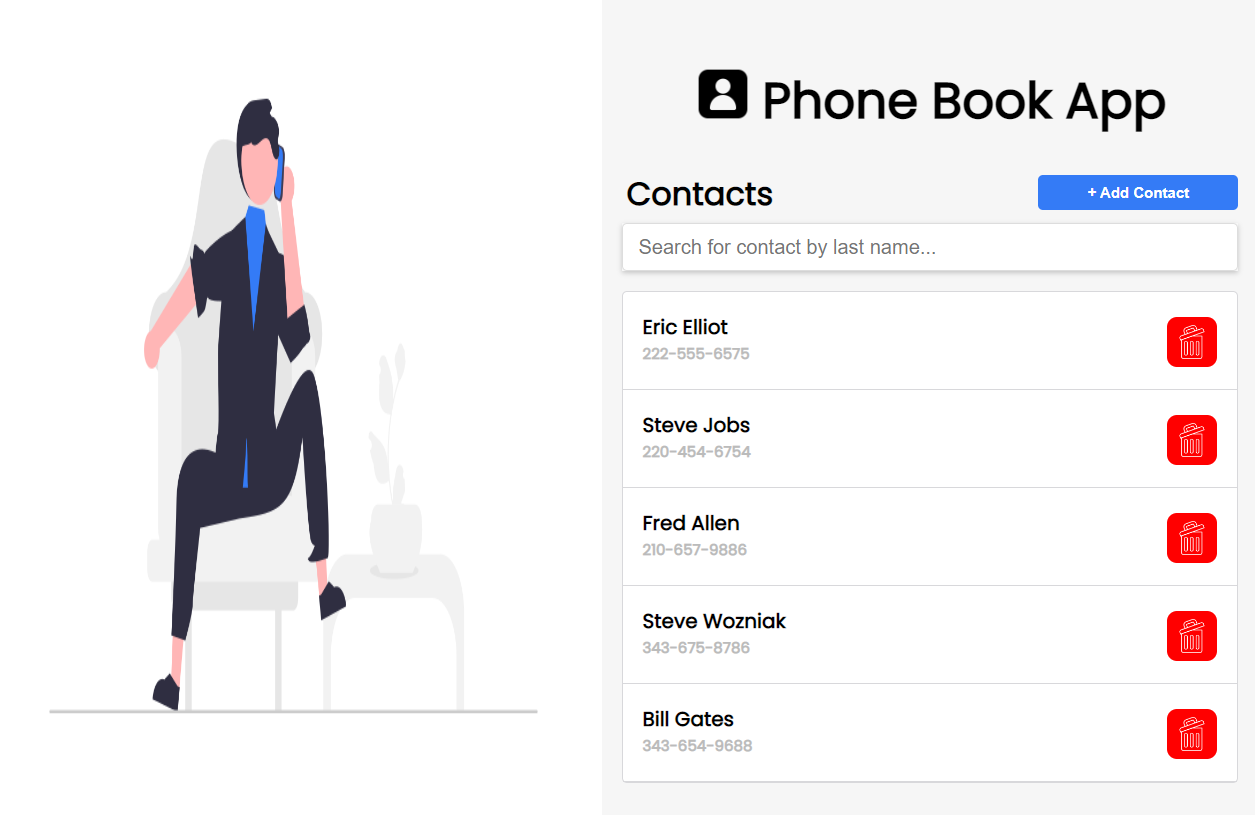 Phone Book App
Contacts
+ Add Contact
Search for contact by last name...
Eric Elliot
222-555-6575
Steve Jobs
220-454-6754
Fred Allen
210-657-9886
Steve Wozniak
343-675-8786
Bill Gates
343-654-9688